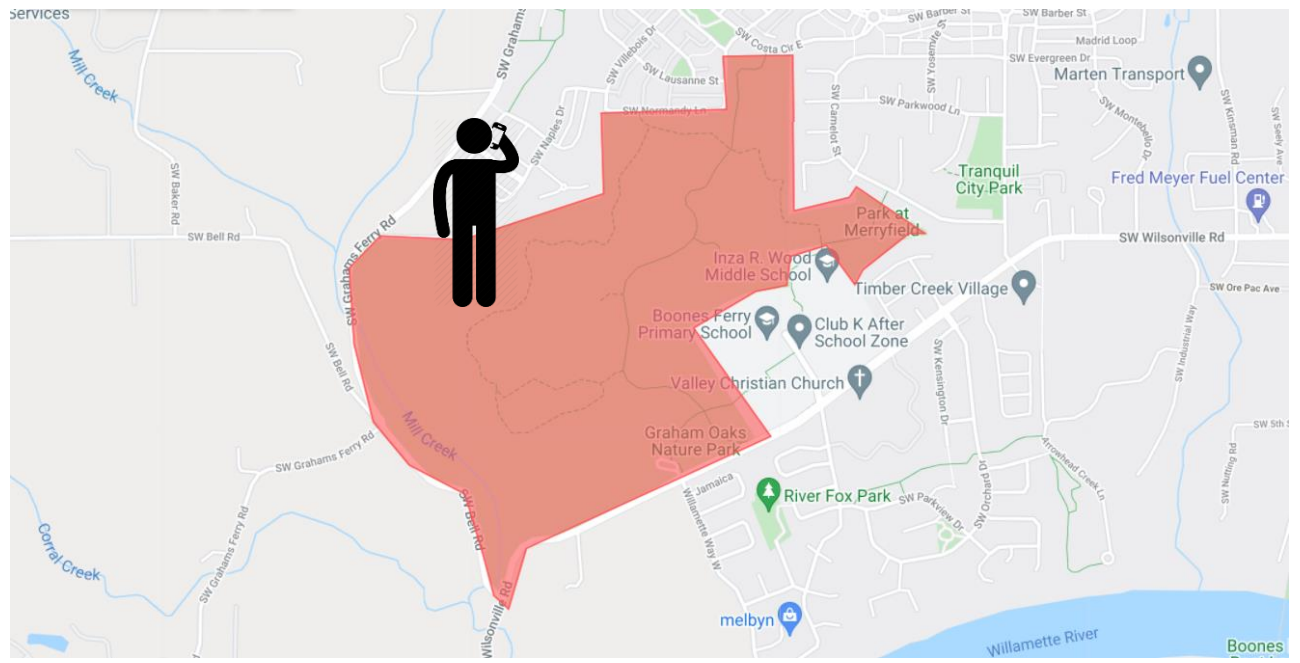 Services
Mill Creek
SW Grahams
SW Villebois Dr
SW Costa Cir E
SW Barber St
SW Barber St
Madrid Loop
SW Lausanne St
SW Yosemite St
SW Evergreen Dr
Marten Transport
SW Normandy Ln
SW Parkwood Ln
SW Camelot St
SW Montebello Dr
SW Kinsman Rd
SW Seely Ave
SW Naples Dr
SW Baker Rd
Tranquil
City Park
Fred Meyer Fuel Center
Park at
Merryfield
SW Bell Rd
SW Grahams Ferry Rd
SW Wilsonville Rd
Inza R. Wood
Middle School
Timber Creek Village
SW Ore Pac Ave
Boones Ferry
Primary School
Club K After
School Zone
SW Industrial Way
SW Bell Rd
Valley Christian Church
SW Kensington Dr
Mill Creek
Graham Oaks
Nature Park
SW Grahams Ferry Rd
SW 5th S
Arrowhead Creek Ln
SW Nutting Rd
Jamaica
River Fox Park
SW Parkview Dr
SW Orchard Dr
SW Bell Rd
Willamette Way W
SW Grahams Ferry Rd
Corral Creek
Wilsonville Rd
melbyn
Willamette River
Boones